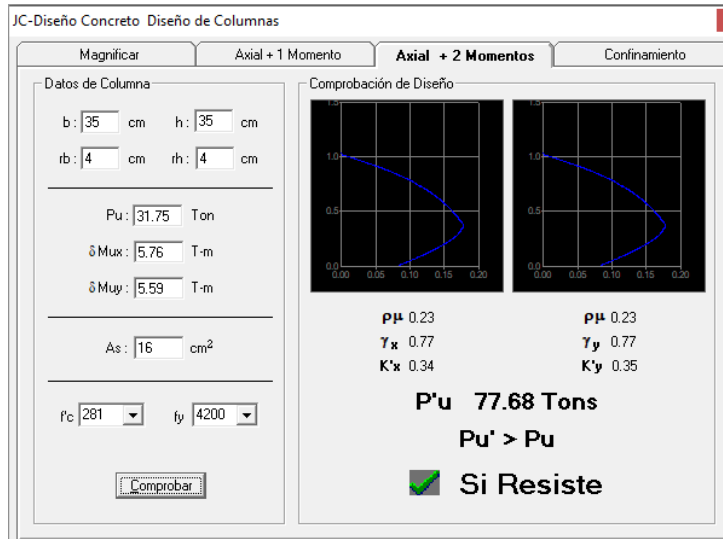 JC-Diseño Concreto Diseño de Columnas
Magnificar
Axial + 1 Momento
Axial + 2 Momentos
Confinamiento
Datos de Columna
b: 35 cm h: 35 cm
rb: 4 cm rh: 4 cm
Pu: 31.75 Ton
δMux: 5.76 T-m
δMuy: 5.59 T-m
As: 16 cm²
f'c 281 fy 4200
Comprobar
Comprobación de Diseño
1.5
1.0
0.5
0.0
0.00 0.05 0.10 0.15 0.20
1.5
1.0
0.5
0.0
0.00 0.05 0.10 0.15 0.20
ρμ 0.23
γx 0.77
K'x 0.34
ρμ 0.23
γy 0.77
K'y 0.35
P'u 77.68 Tons
Pu' > Pu
Si Resiste